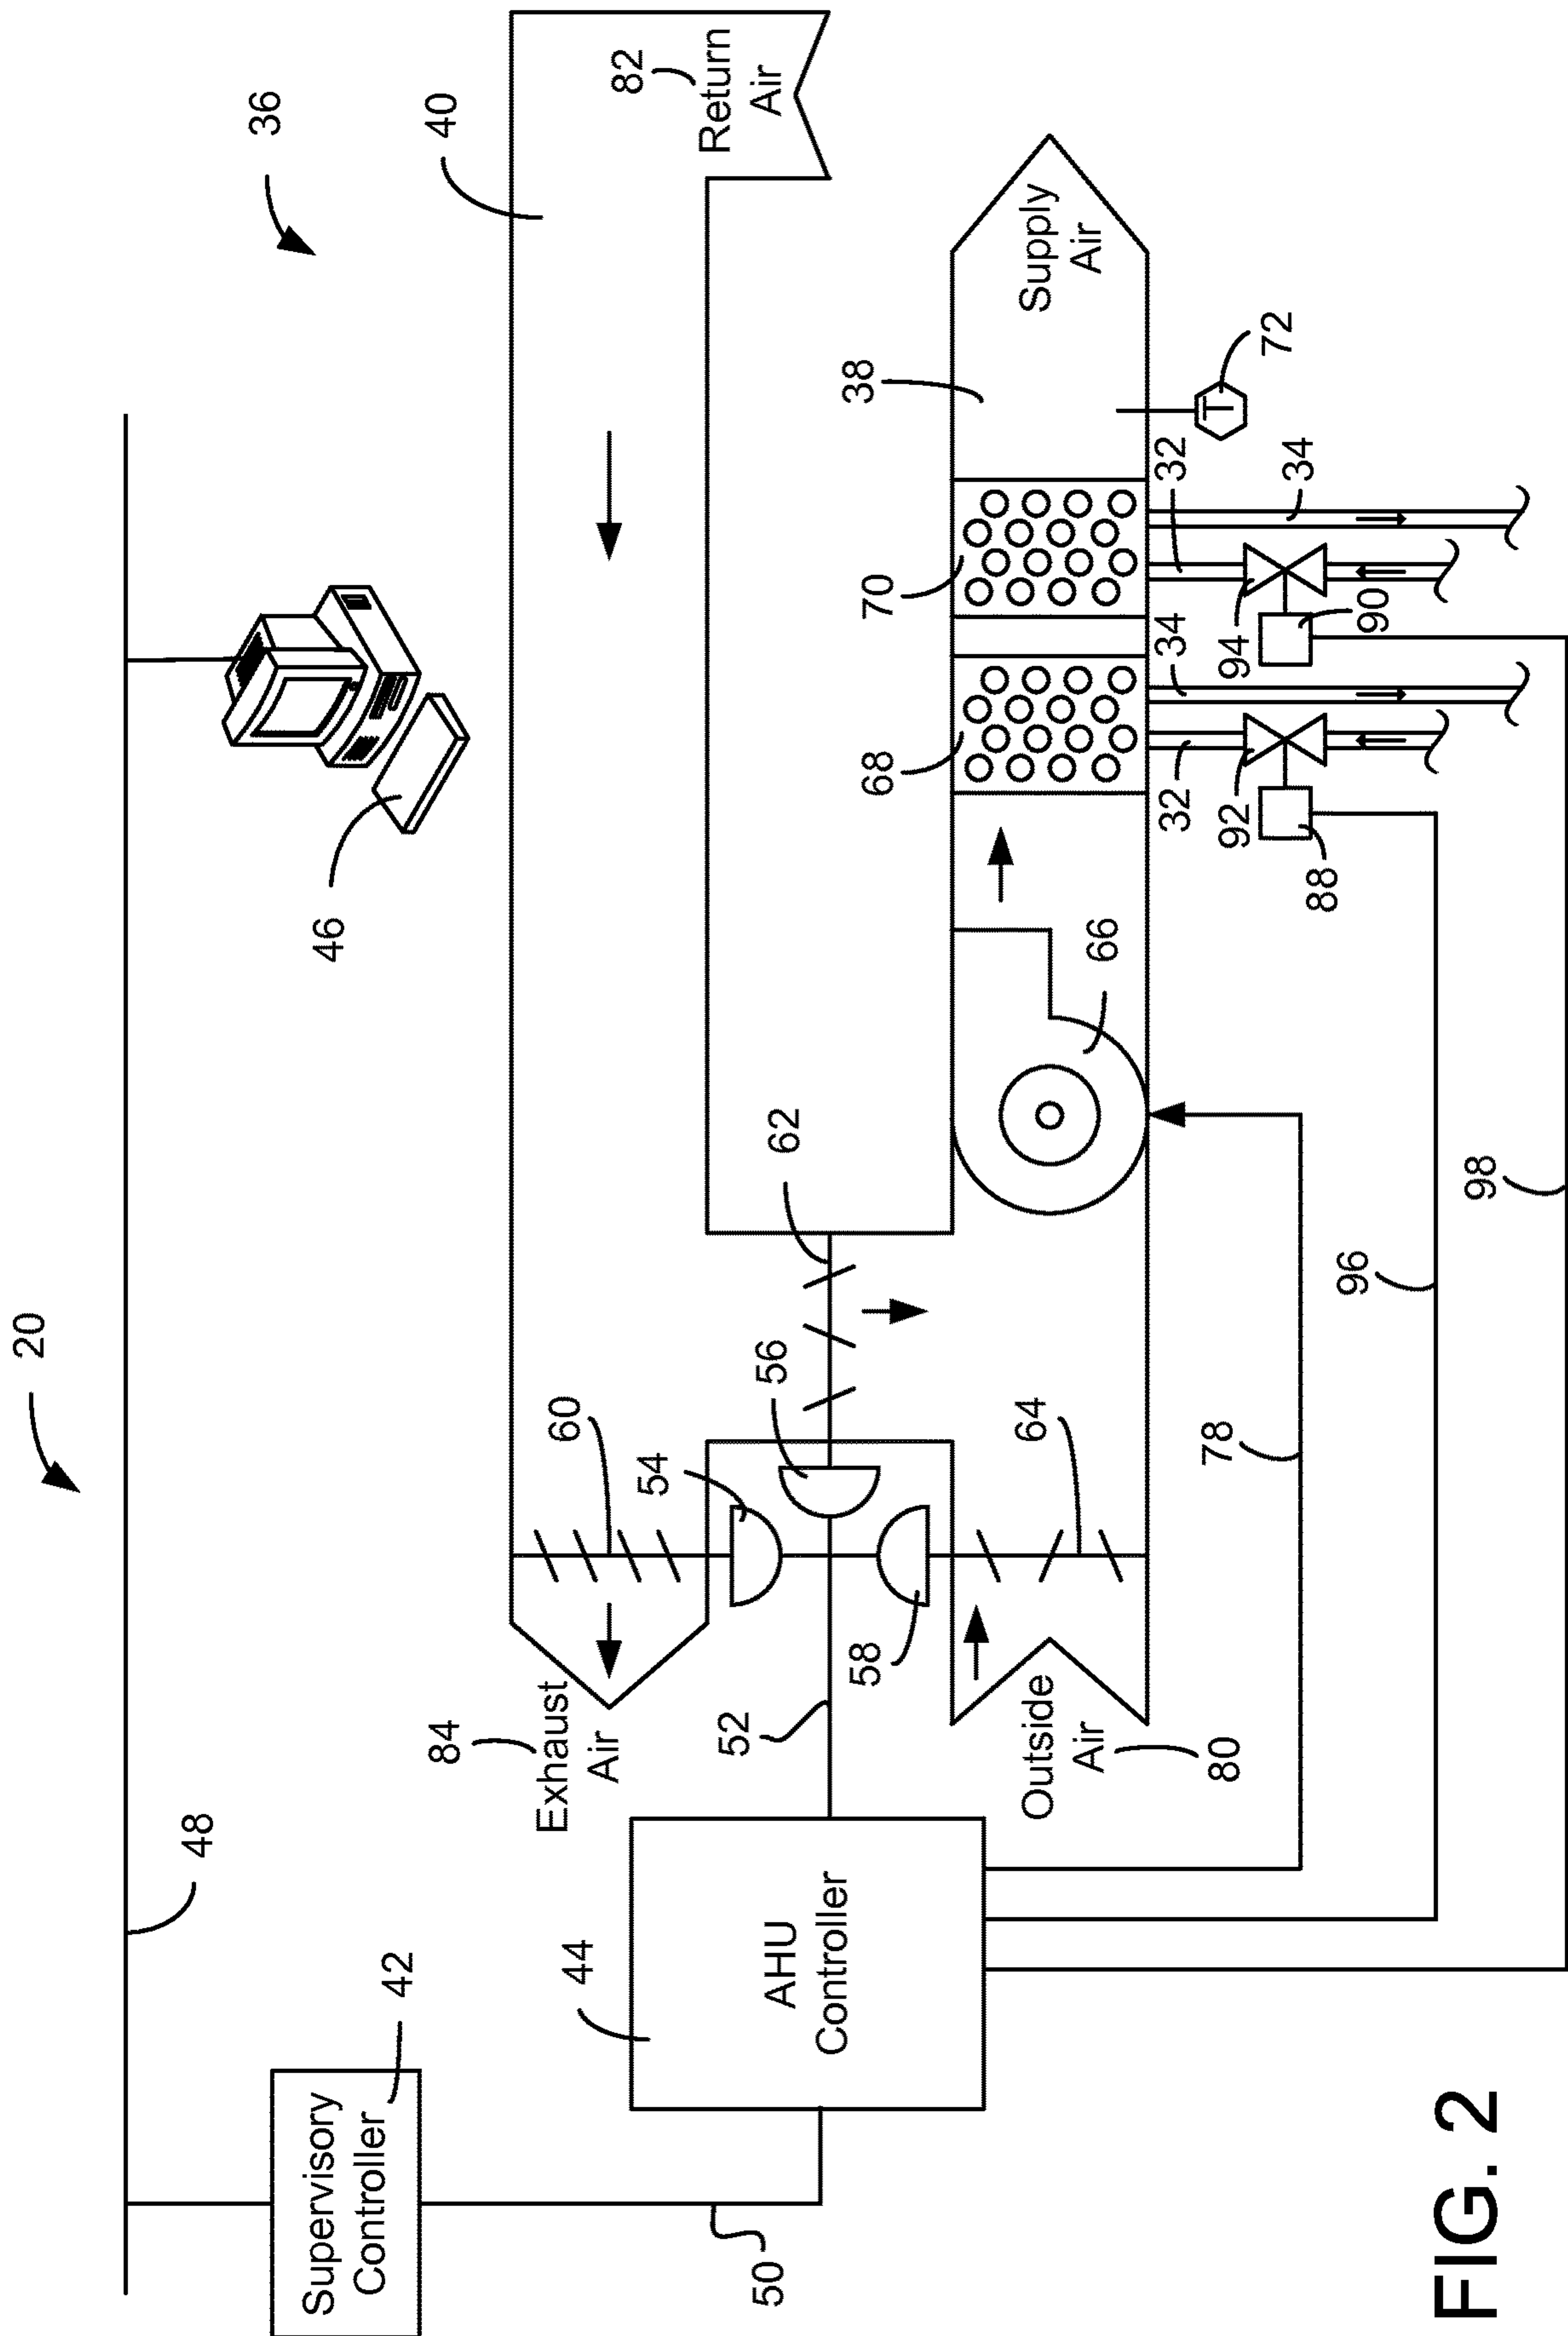 20
36
48
46
40
82
Return
Air
Supervisory
Controller
42
50
44
AHU
Controller
84
Exhaust
Air
60
54
56
62
52
58
64
Outside
Air
80
66
68
70
38
Supply
Air
32
34
32
34
72
T
92
94
88
90
78
96
98
FIG. 2